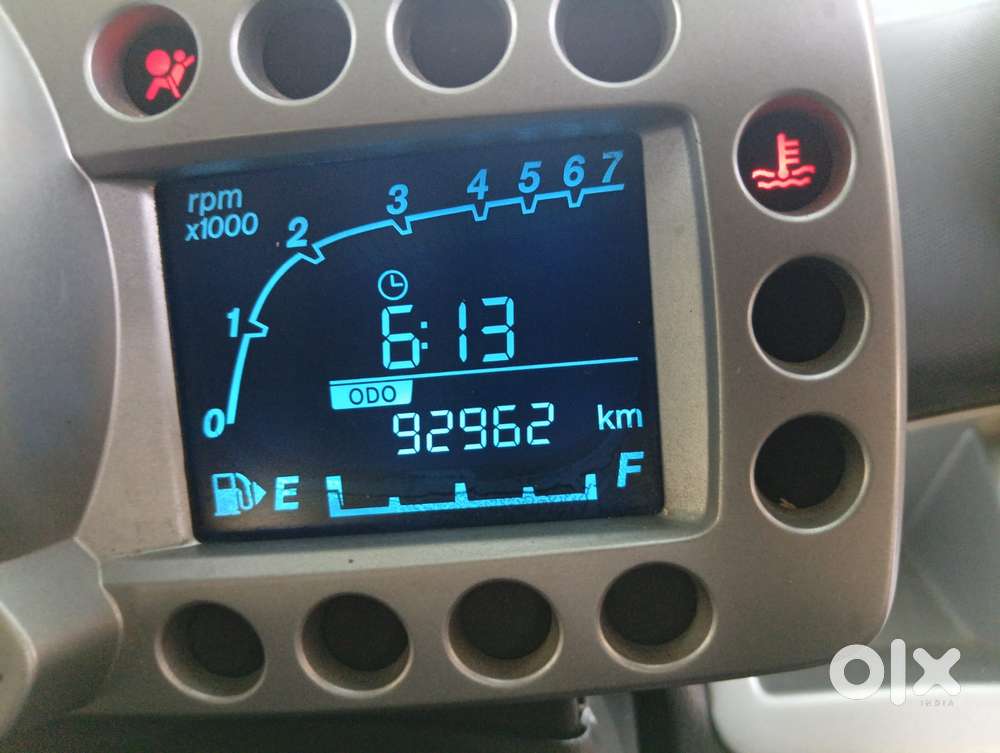 rpm
x1000
0 1 2 3 4 5 6 7
6:13
ODO
92962 km
E F
olx
INDIA